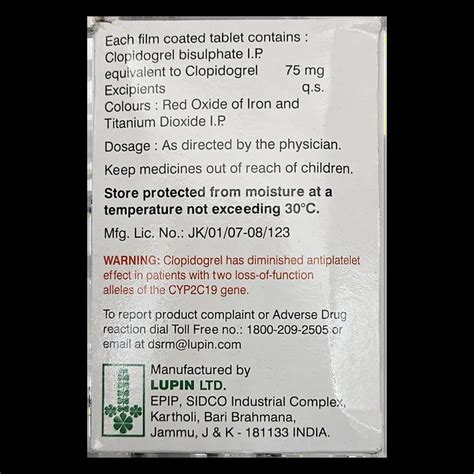 Each film coated tablet contains :
Clopidogrel bisulphate I.P.
equivalent to Clopidogrel 75 mg
Excipients q.s.
Colours : Red Oxide of Iron and
Titanium Dioxide I.P.
Dosage : As directed by the physician.
Keep medicines out of reach of children.
Store protected from moisture at a
temperature not exceeding 30°C.
Mfg. Lic. No.: JK/01/07-08/123
WARNING: Clopidogrel has diminished antiplatelet
effect in patients with two loss-of-function
alleles of the CYP2C19 gene.
To report product complaint or Adverse Drug
reaction dial Toll Free no.: 1800-209-2505 or
email at dsrm@lupin.com
Manufactured by
LUPIN LTD.
EPIP, SIDCO Industrial Complex,
Kartholi, Bari Brahmana,
Jammu, J & K - 181133 INDIA.